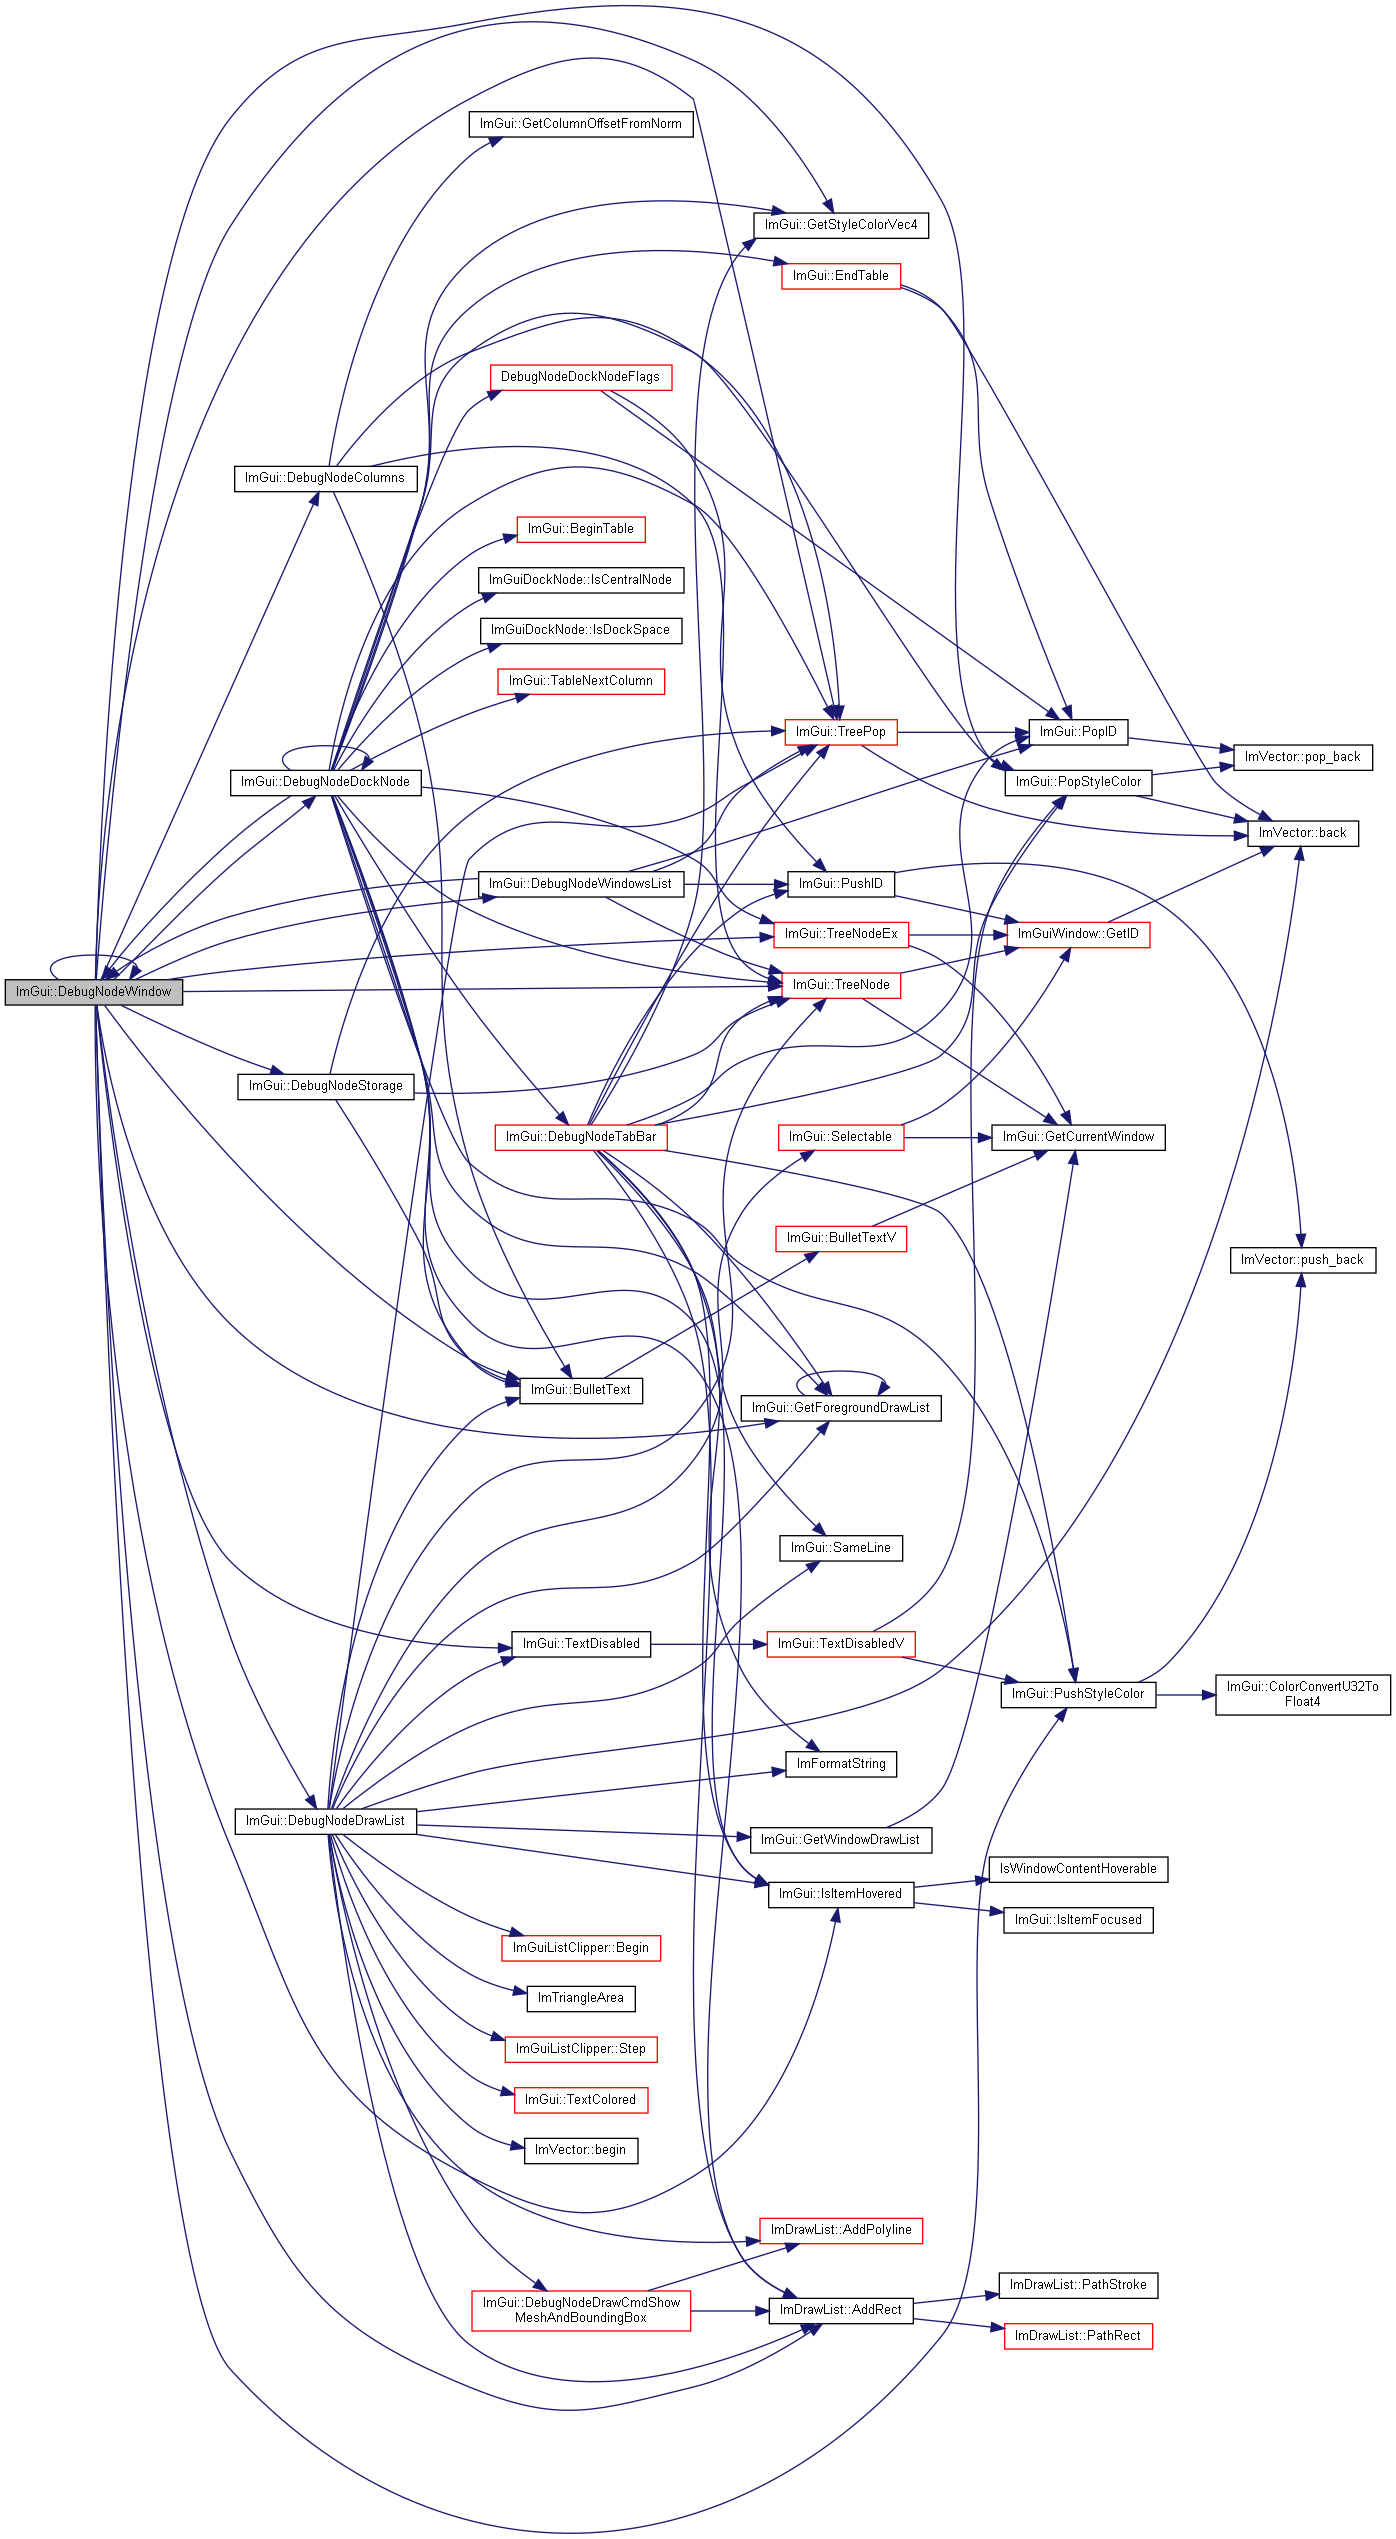 ImGui::GetColumnOffsetFromNorm
ImGui::GetStyleColorVec4
ImGui::EndTable
DebugNodeDockNodeFlags
ImGui::DebugNodeColumns
ImGui::BeginTable
ImGuiDockNode::IsCentralNode
ImGuiDockNode::IsDockSpace
ImGui::TableNextColumn
ImGui::TreePop
ImGui::PopID
ImVector::pop_back
ImGui::DebugNodeDockNode
ImGui::PopStyleColor
ImVector::back
ImGui::DebugNodeWindowsList
ImGui::PushID
ImGui::TreeNodeEx
ImGuiWindow::GetID
ImGui::TreeNode
ImGui::DebugNodeWindow
ImGui::DebugNodeStorage
ImGui::DebugNodeTabBar
ImGui::Selectable
ImGui::GetCurrentWindow
ImGui::BulletTextV
ImVector::push_back
ImGui::BulletText
ImGui::GetForegroundDrawList
ImGui::SameLine
ImGui::TextDisabled
ImGui::TextDisabledV
ImGui::PushStyleColor
ImGui::ColorConvertU32To
Float4
ImFormatString
ImGui::DebugNodeDrawList
ImGui::GetWindowDrawList
IsWindowContentHoverable
ImGui::IsItemHovered
ImGui::IsItemFocused
ImGuiListClipper::Begin
ImTriangleArea
ImGuiListClipper::Step
ImGui::TextColored
ImVector::begin
ImDrawList::AddPolyline
ImGui::DebugNodeDrawCmdShow
MeshAndBoundingBox
ImDrawList::AddRect
ImDrawList::PathStroke
ImDrawList::PathRect